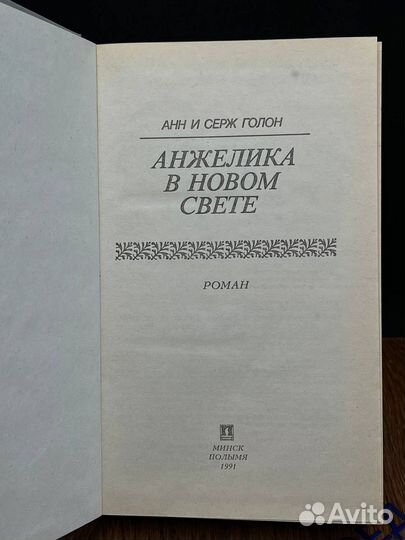 АНН И СЕРЖ ГОЛОН
АНЖЕЛИКА
В НОВОМ
СВЕТЕ
РОМАН
МИНСК
ПОЛЫМЯ
1991
Avito